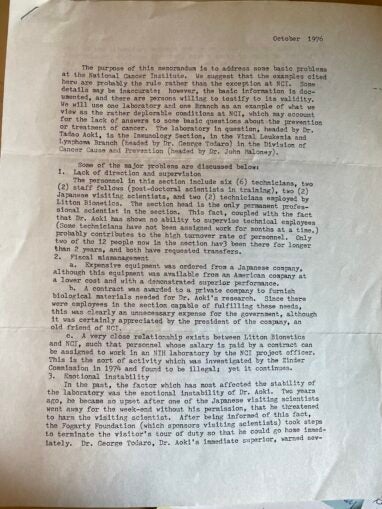 October 1976
The purpose of this memorandum is to address some basic problems
at the National Cancer Institute. We suggest that the examples cited
here are probably the rule rather than the exception at NCI. Some
details may be inaccurate; however, the basic information is doc-
umented, and there are persons willing to testify to its validity.
We will use one laboratory and one Branch as an example of what we
view as the rather deplorable conditions at NCI, which may account
for the lack of answers to some basic questions about the prevention
or treatment of cancer. The laboratory in question, headed by Dr.
Tadao Aoki, is the Immunology Section, in the Viral Leukemia and
Lymphoma Branch (headed by Dr. George Todaro) in the Division of
Cancer Cause and Prevention (headed by Dr. John Moloney).
Some of the major problems are discussed below:
1. Lack of direction and supervision
The personnel in this section include six (6) technicians, two
(2) staff fellows (post-doctoral scientists in training), two (2)
Japanese visiting scientists, and two (2) technicians employed by
Litton Bionetics. The section head is the only permanent profes-
sional scientist in the section. This fact, coupled with the fact
that Dr. Aoki has shown no ability to supervise technical employees
(Some technicians have not been assigned work for months at a time.)
probably contributes to the high turnover rate of personnel. Only
two of the 12 people now in the section hav3 been there for longer
than 2 years, and both have requested transfers.
2. Fiscal mismanagement
a. Expensive equipment was ordered from a Japanese company,
although this equipment was available from an American company at
a lower cost and with a demonstrated superior performance.
b. A contract was awarded to a private company to furnish
biological materials needed for Dr. Aoki's research. Since there
were employees in the section capable of fulfilling these needs,
this was clearly an unnecessary expense for the government, although
it was certainly appreciated by the president of the company, an
old friend of NCI.
c. A very close relationship exists between Litton Bionetics
and NCI, such that personnel whose salary is paid by a contract can
be assigned to work in an NIH laboratory by the NCI project officer.
This is the sort of activity which was investigated by the Zinder
Commission in 1974 and found to be illegal; yet it continues.
3. Emotional instability
In the past, the factor which has most affected the stability of
the laboratory was the emotional instability of Dr. Aoki. Two years
ago, he became so upset after one of the Japanese visiting scientists
went away for the week-end without his permission, that he threatened
to harm the visiting scientist. After being informed of this fact,
the Fogarty Foundation (which sponsors visiting scientists) took steps
to terminate the visitor's tour of duty so that he could go home immed-
iately. Dr. George Todaro, Dr. Aoki's immediate superior, warned sev-